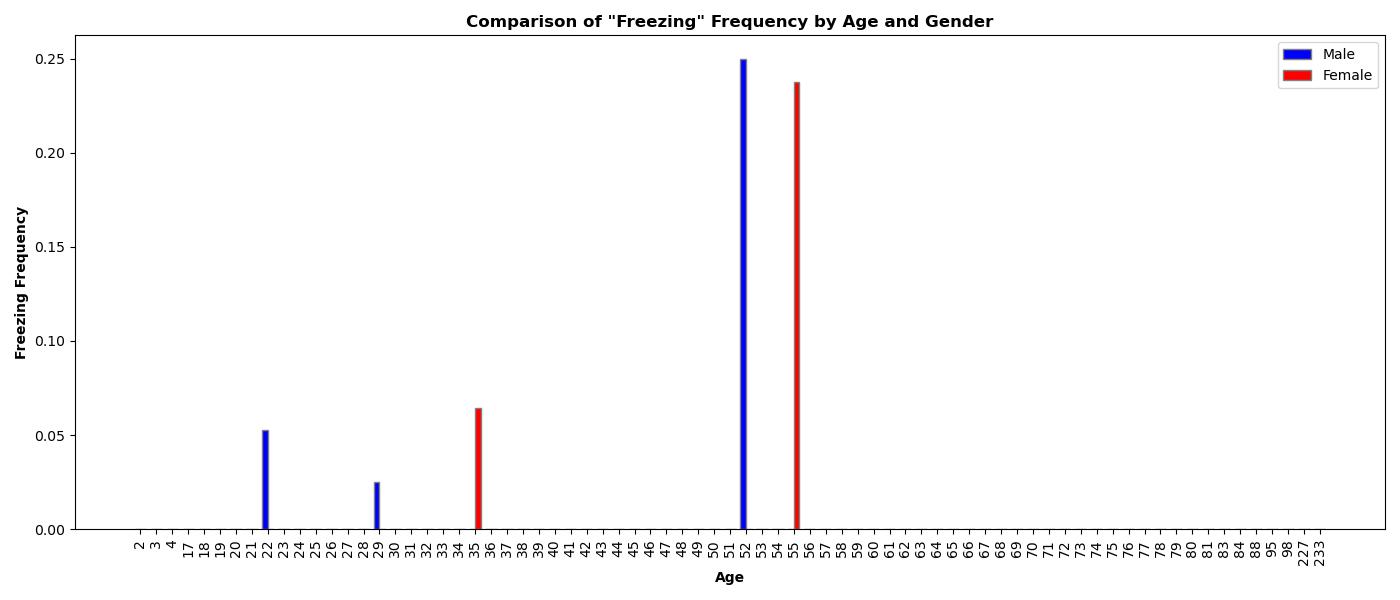 Comparison of "Freezing" Frequency by Age and Gender
Male
Female
Freezing Frequency
0.25
0.20
0.15
0.10
0.05
0.00
2 3 4 17 18 19 20 21 22 23 24 25 26 27 28 29 30 31 32 33 34 35 36 37 38 39 40 41 42 43 44 45 46 47 48 49 50 51 52 53 54 55 56 57 58 59 60 61 62 63 64 65 66 67 68 69 70 71 72 73 74 75 76 77 78 79 80 81 83 84 88 95 98 227 233
Age